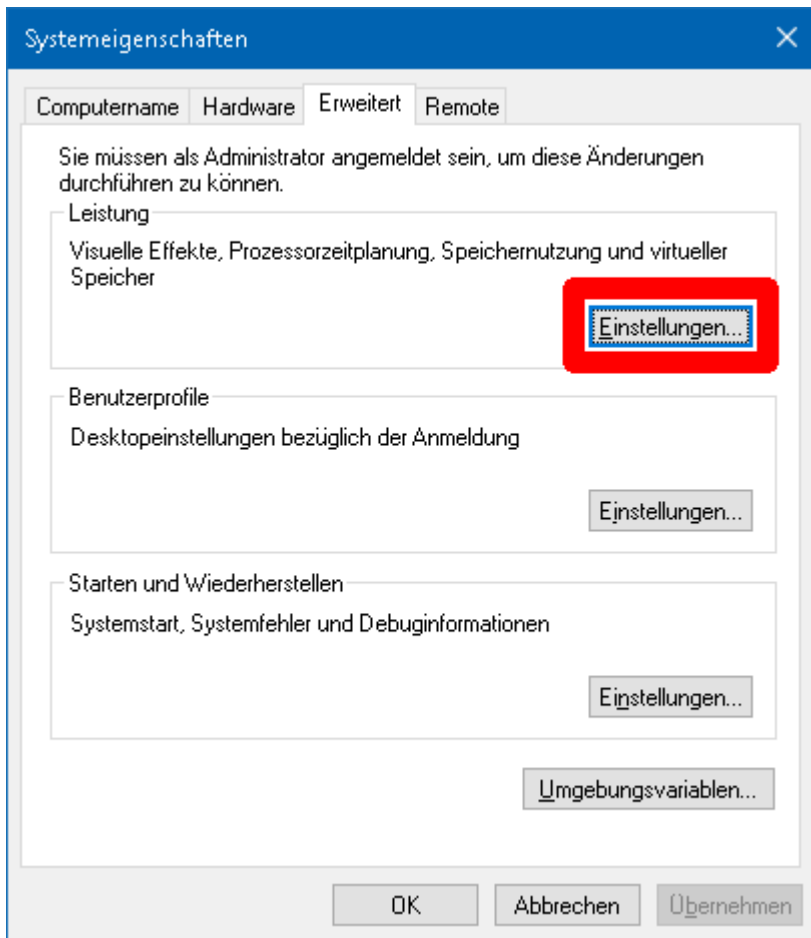 Systemeigenschaften
Computername Hardware Erweitert Remote
Sie müssen als Administrator angemeldet sein, um diese Änderungen
durchführen zu können.
Leistung
Visuelle Effekte, Prozessorzeitplanung, Speichernutzung und virtueller
Speicher
Einstellungen...
Benutzerprofile
Desktopeinstellungen bezüglich der Anmeldung
Einstellungen...
Starten und Wiederherstellen
Systemstart, Systemfehler und Debuginformationen
Einstellungen...
Umgebungsvariablen...
OK Abbrechen Übernehmen